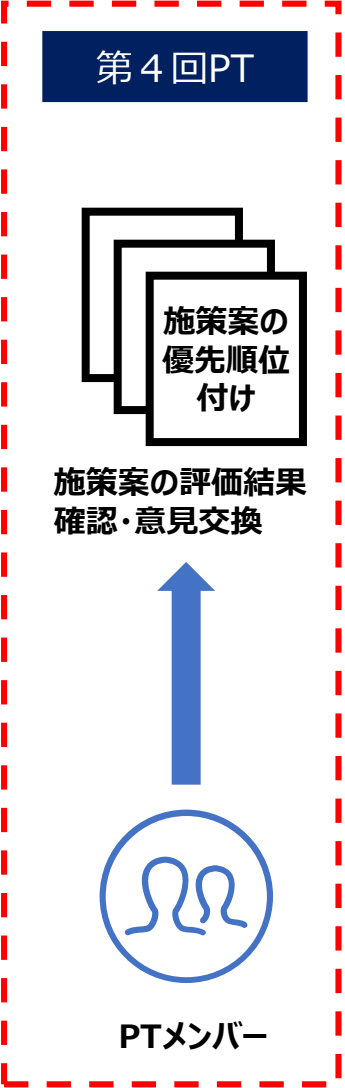 第４回PT
施策案の
優先順位
付け
施策案の評価結果
確認･意見交換
PTメンバー